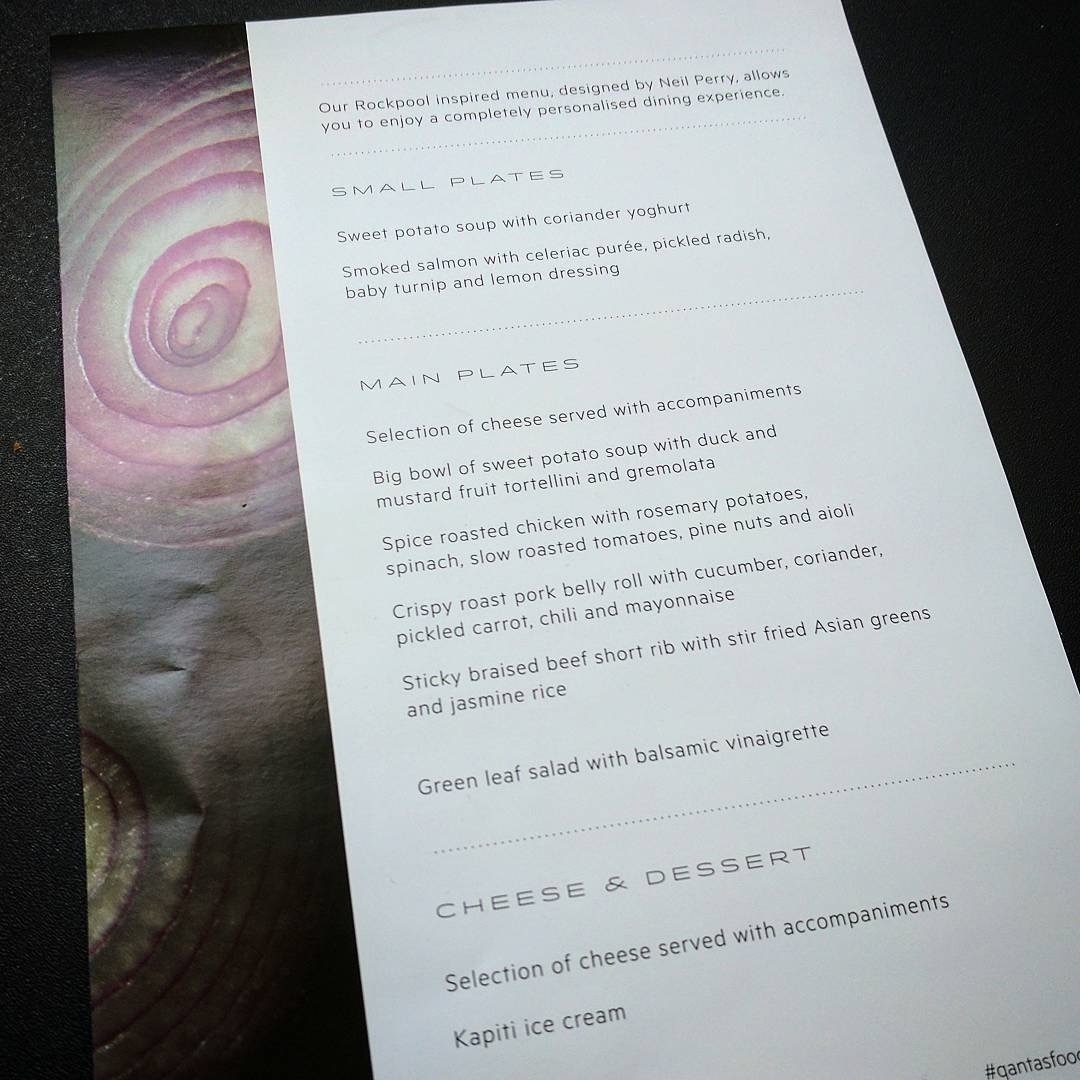 Our Rockpool inspired menu, designed by Neil Perry, allows
you to enjoy a completely personalised dining experience.
SMALL PLATES
Sweet potato soup with coriander yoghurt
Smoked salmon with celeriac purée, pickled radish,
baby turnip and lemon dressing
MAIN PLATES
Selection of cheese served with accompaniments
Big bowl of sweet potato soup with duck and
mustard fruit tortellini and gremolata
Spice roasted chicken with rosemary potatoes,
spinach, slow roasted tomatoes, pine nuts and aioli
Crispy roast pork belly roll with cucumber, coriander,
pickled carrot, chili and mayonnaise
Sticky braised beef short rib with stir fried Asian greens
and jasmine rice
Green leaf salad with balsamic vinaigrette
CHEESE & DESSERT
Selection of cheese served with accompaniments
Kapiti ice cream
#qantasfoo